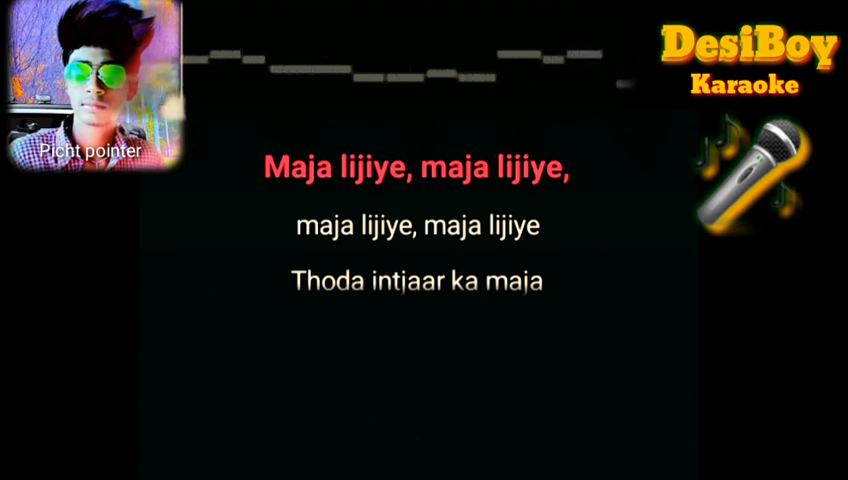 DesiBoy
Karaoke
Picht pointer
Maja lijiye, maja lijiye,
maja lijiye, maja lijiye
Thoda intjaar ka maja